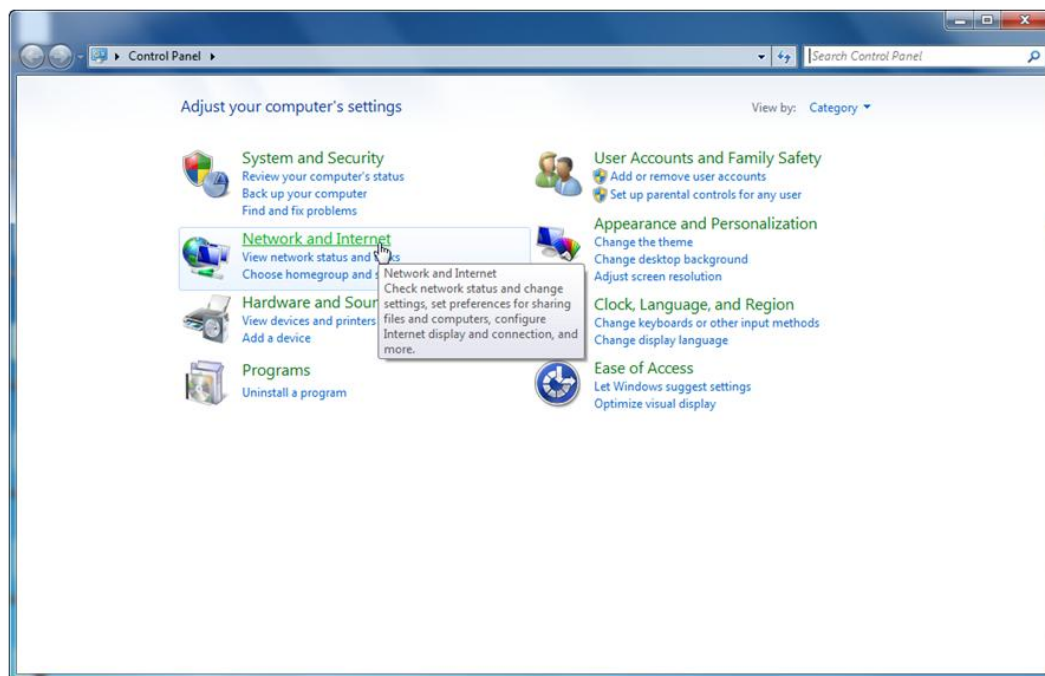 Control Panel
Search Control Panel
Adjust your computer's settings
View by: Category
System and Security
Review your computer's status
Back up your computer
Find and fix problems
Network and Internet
View network status and
Choose homegroup and
Hardware and
View devices and printers
Add a device
Programs
Uninstall a program
Network and Internet
Check network status and change
settings, set preferences for sharing
files and computers, configure
Internet display and connection, and
more.
User Accounts and Family Safety
Add or remove user accounts
Set up parental controls for any user
Appearance and Personalization
Change the theme
Change desktop background
Adjust screen resolution
Clock, Language, and Region
Change keyboards or other input methods
Change display language
Ease of Access
Let Windows suggest settings
Optimize visual display